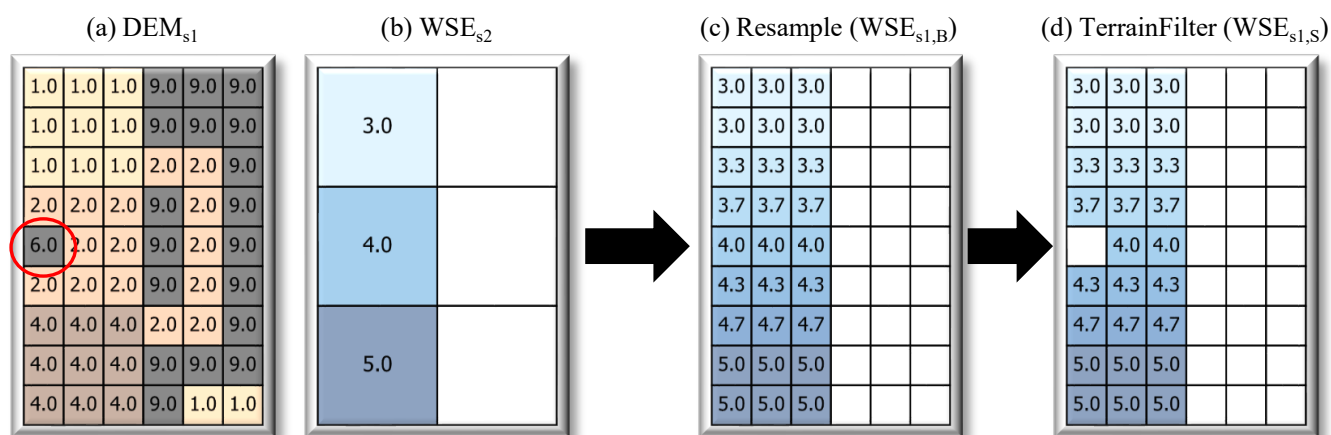 (a) DEMs1 (b) WSEs2 (c) Resample (WSEs1,B) (d) TerrainFilter (WSEs1,S)
1.0 1.0 1.0 9.0 9.0 9.0
1.0 1.0 1.0 9.0 9.0 9.0
1.0 1.0 1.0 2.0 2.0 9.0
2.0 2.0 2.0 9.0 2.0 9.0
6.0 2.0 2.0 9.0 2.0 9.0
2.0 2.0 2.0 9.0 2.0 9.0
4.0 4.0 4.0 2.0 2.0 9.0
4.0 4.0 4.0 9.0 9.0 9.0
4.0 4.0 4.0 9.0 1.0 1.0
3.0
4.0
5.0
3.0 3.0 3.0
3.0 3.0 3.0
3.3 3.3 3.3
3.7 3.7 3.7
4.0 4.0 4.0
4.3 4.3 4.3
4.7 4.7 4.7
5.0 5.0 5.0
5.0 5.0 5.0
3.0 3.0 3.0
3.0 3.0 3.0
3.3 3.3 3.3
3.7 3.7 3.7
4.0 4.0
4.3 4.3 4.3
4.7 4.7 4.7
5.0 5.0 5.0
5.0 5.0 5.0